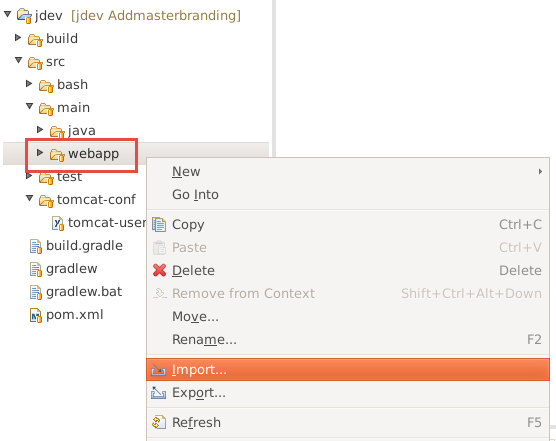 jdev [jdev Addmasterbranding]
build
src
bash
main
java
webapp
test
tomcat-conf
tomcat-user
build.gradle
gradlew
gradlew.bat
pom.xml
New
Go Into
Copy Ctrl+C
Paste Ctrl+V
Delete Delete
Remove from Context Shift+Ctrl+Alt+Down
Move...
Rename... F2
Import...
Export...
Refresh F5